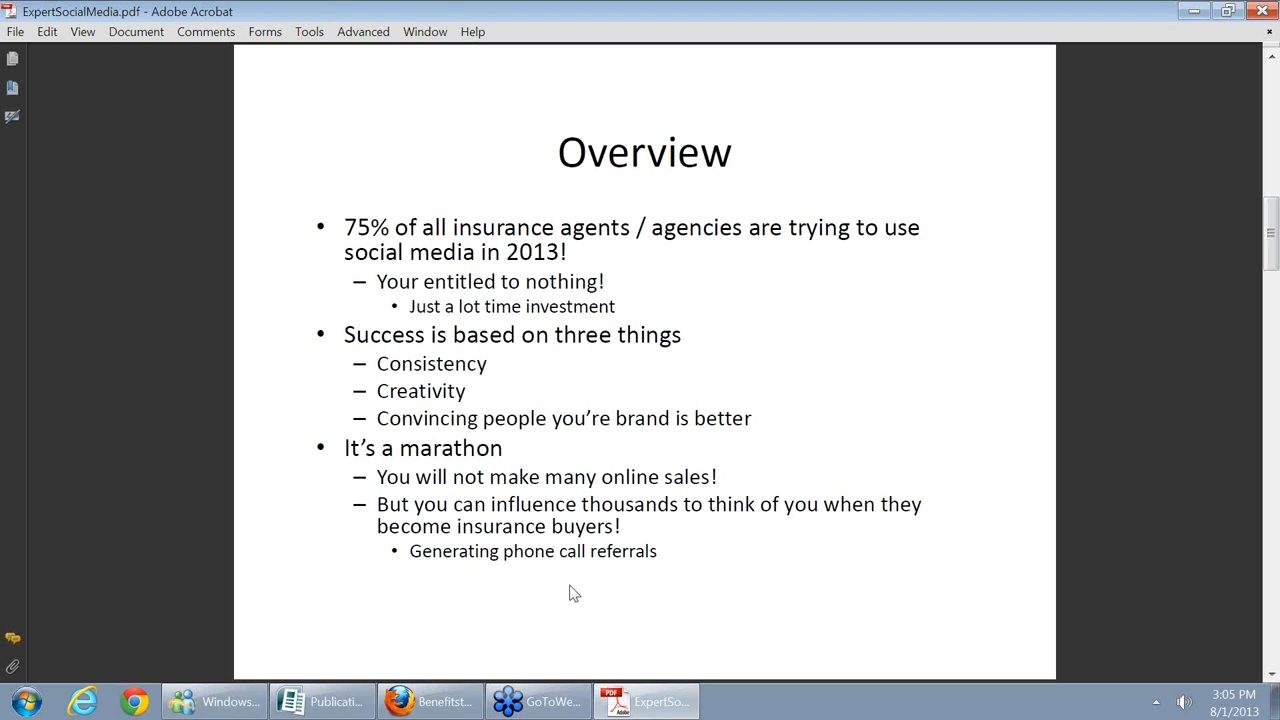 ExpertSocialMedia.pdf - Adobe Acrobat
File Edit View Document Comments Forms Tools Advanced Window Help
Overview
• 75% of all insurance agents / agencies are trying to use
social media in 2013!
– Your entitled to nothing!
• Just a lot time investment
• Success is based on three things
– Consistency
– Creativity
– Convincing people you’re brand is better
• It’s a marathon
– You will not make many online sales!
– But you can influence thousands to think of you when they
become insurance buyers!
• Generating phone call referrals
Windows... Publicati... Benefitst... GoToWe... ExpertSo...
3:05 PM
8/1/2013